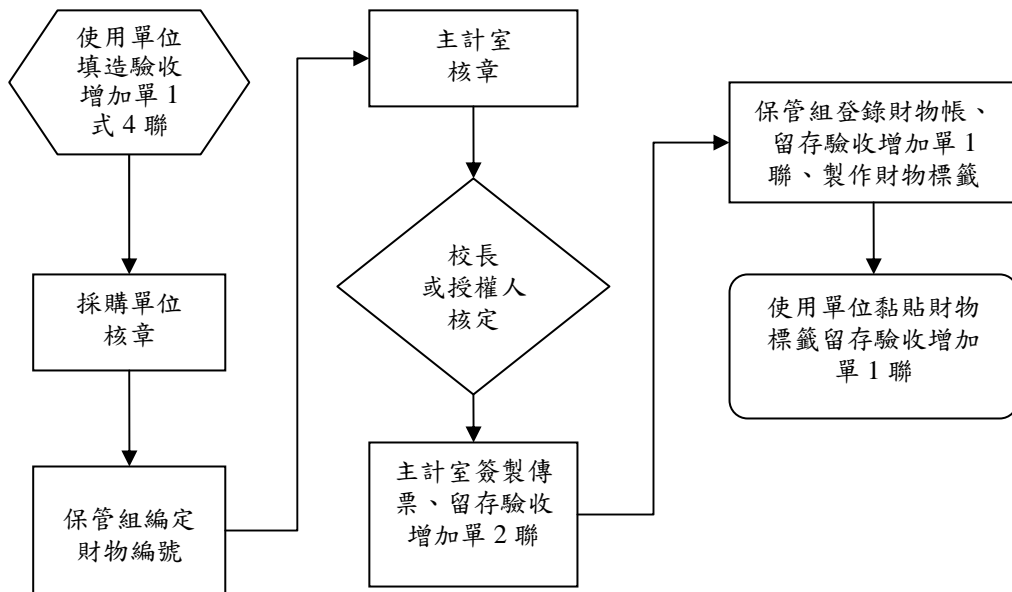 使用單位
填造驗收
增加單 1
式 4 聯
採購單位
核章
保管組編定
財物編號
主計室
核章
校長
或授權人
核定
主計室簽製傳
票、留存驗收
增加單 2 聯
保管組登錄財物帳、
留存驗收增加單 1
聯、製作財物標籤
使用單位黏貼財物
標籤留存驗收增加
單 1 聯